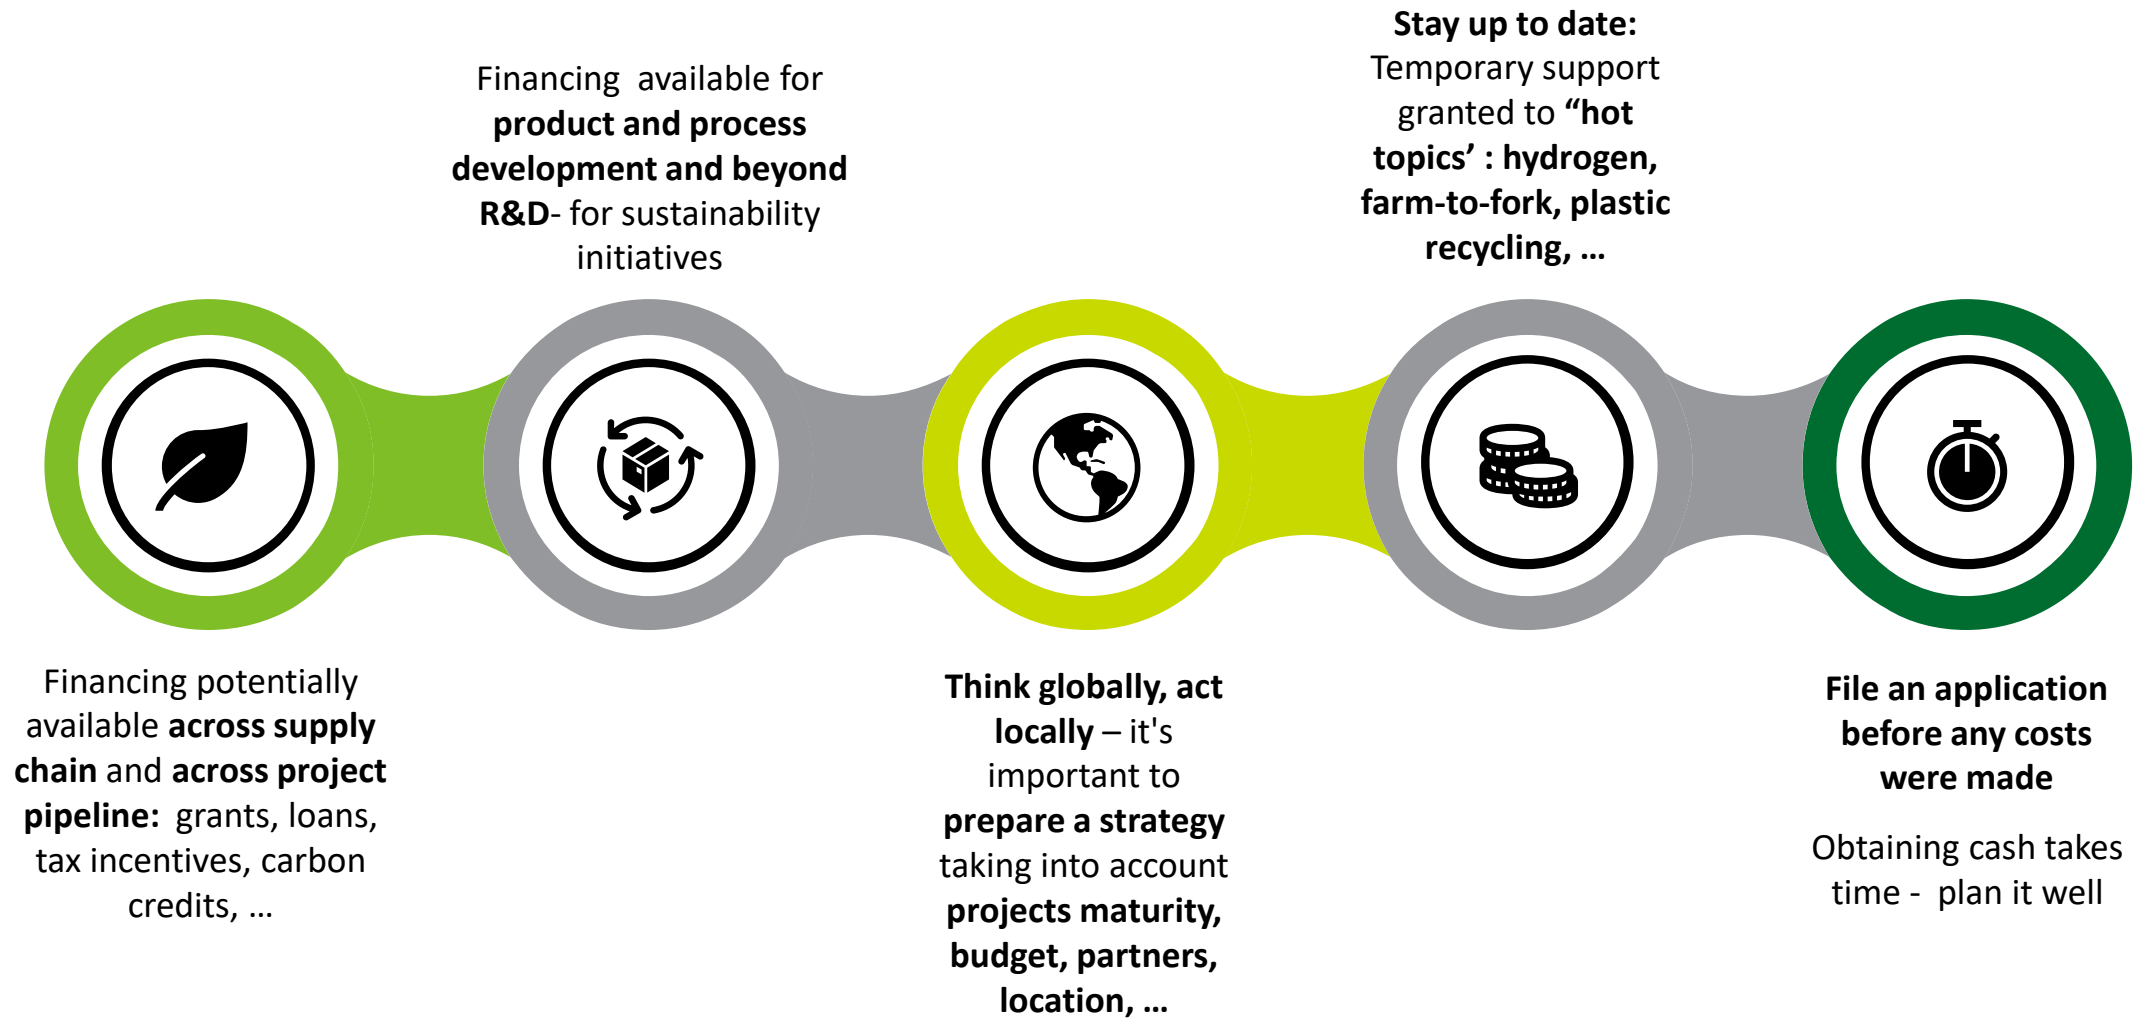 Financing potentially
available across supply
chain and across project
pipeline:  grants, loans,
tax incentives, carbon
credits, ...
Financing  available for
product and process
development and beyond
R&D- for sustainability
initiatives
Think globally, act
locally – it's
important to
prepare a strategy
taking into account
projects maturity,
budget, partners,
location, ...
Stay up to date:
Temporary support
granted to “hot
topics’ : hydrogen,
farm-to-fork, plastic
recycling, ...
File an application
before any costs
were made
Obtaining cash takes
time -  plan it well